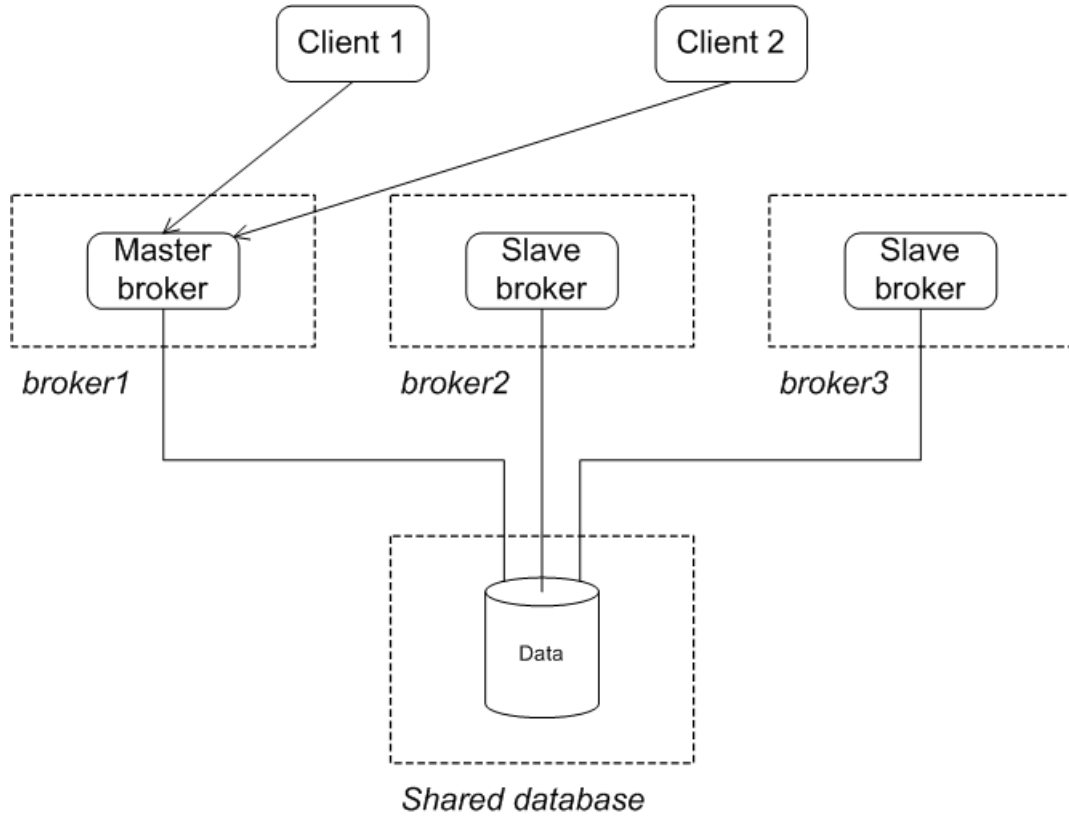 Client 1
Client 2
Master
broker
Slave
broker
Slave
broker
broker1
broker2
broker3
Data
Shared database